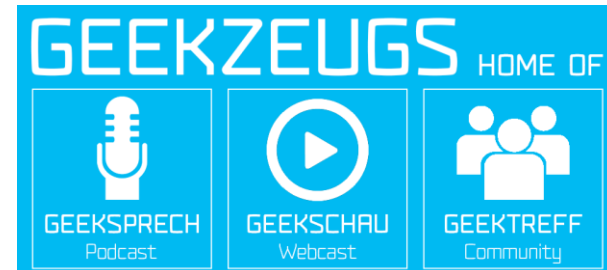 GEEKZEUGS HOME OF
GEEKSPRECH
Podcast
GEEKSCHAU
Webcast
GEEKTREFF
Community